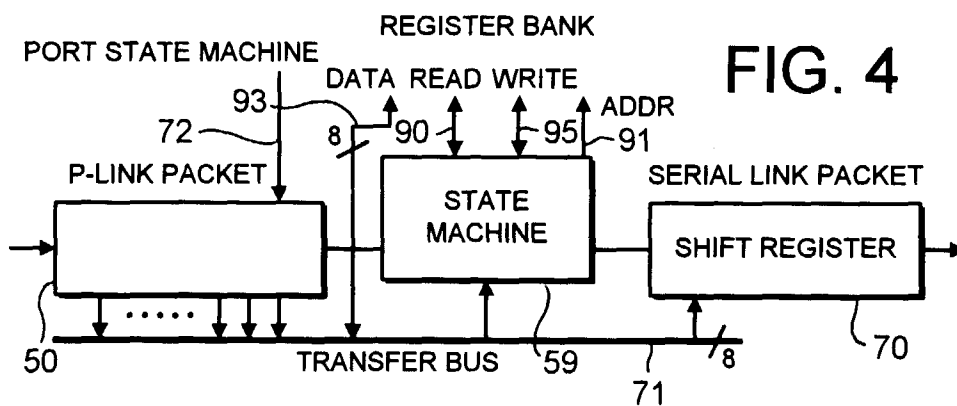 REGISTER BANK
PORT STATE MACHINE
DATA READ WRITE
FIG. 4
93
ADDR
72
8
90
95
91
P-LINK PACKET
SERIAL LINK PACKET
STATE
MACHINE
SHIFT REGISTER
50
TRANSFER BUS
59
71
8
70